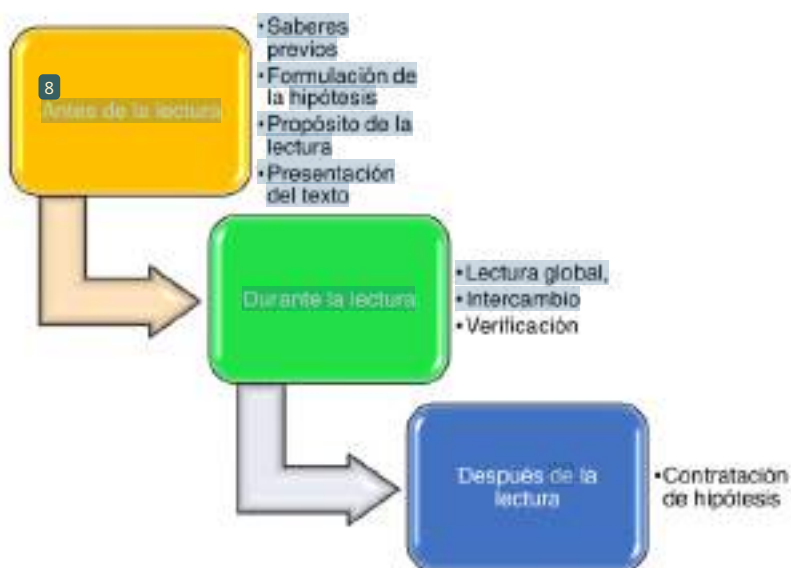 8
Antes de la lectura
•Saberes
previos
•Formulación de
la hipótesis
•Propósito de la
lectura
•Presentación
del texto
Durante la lectura
•Lectura global,
•Intercambio
•Verificación
Después de la
lectura
•Contratación
de hipótesis